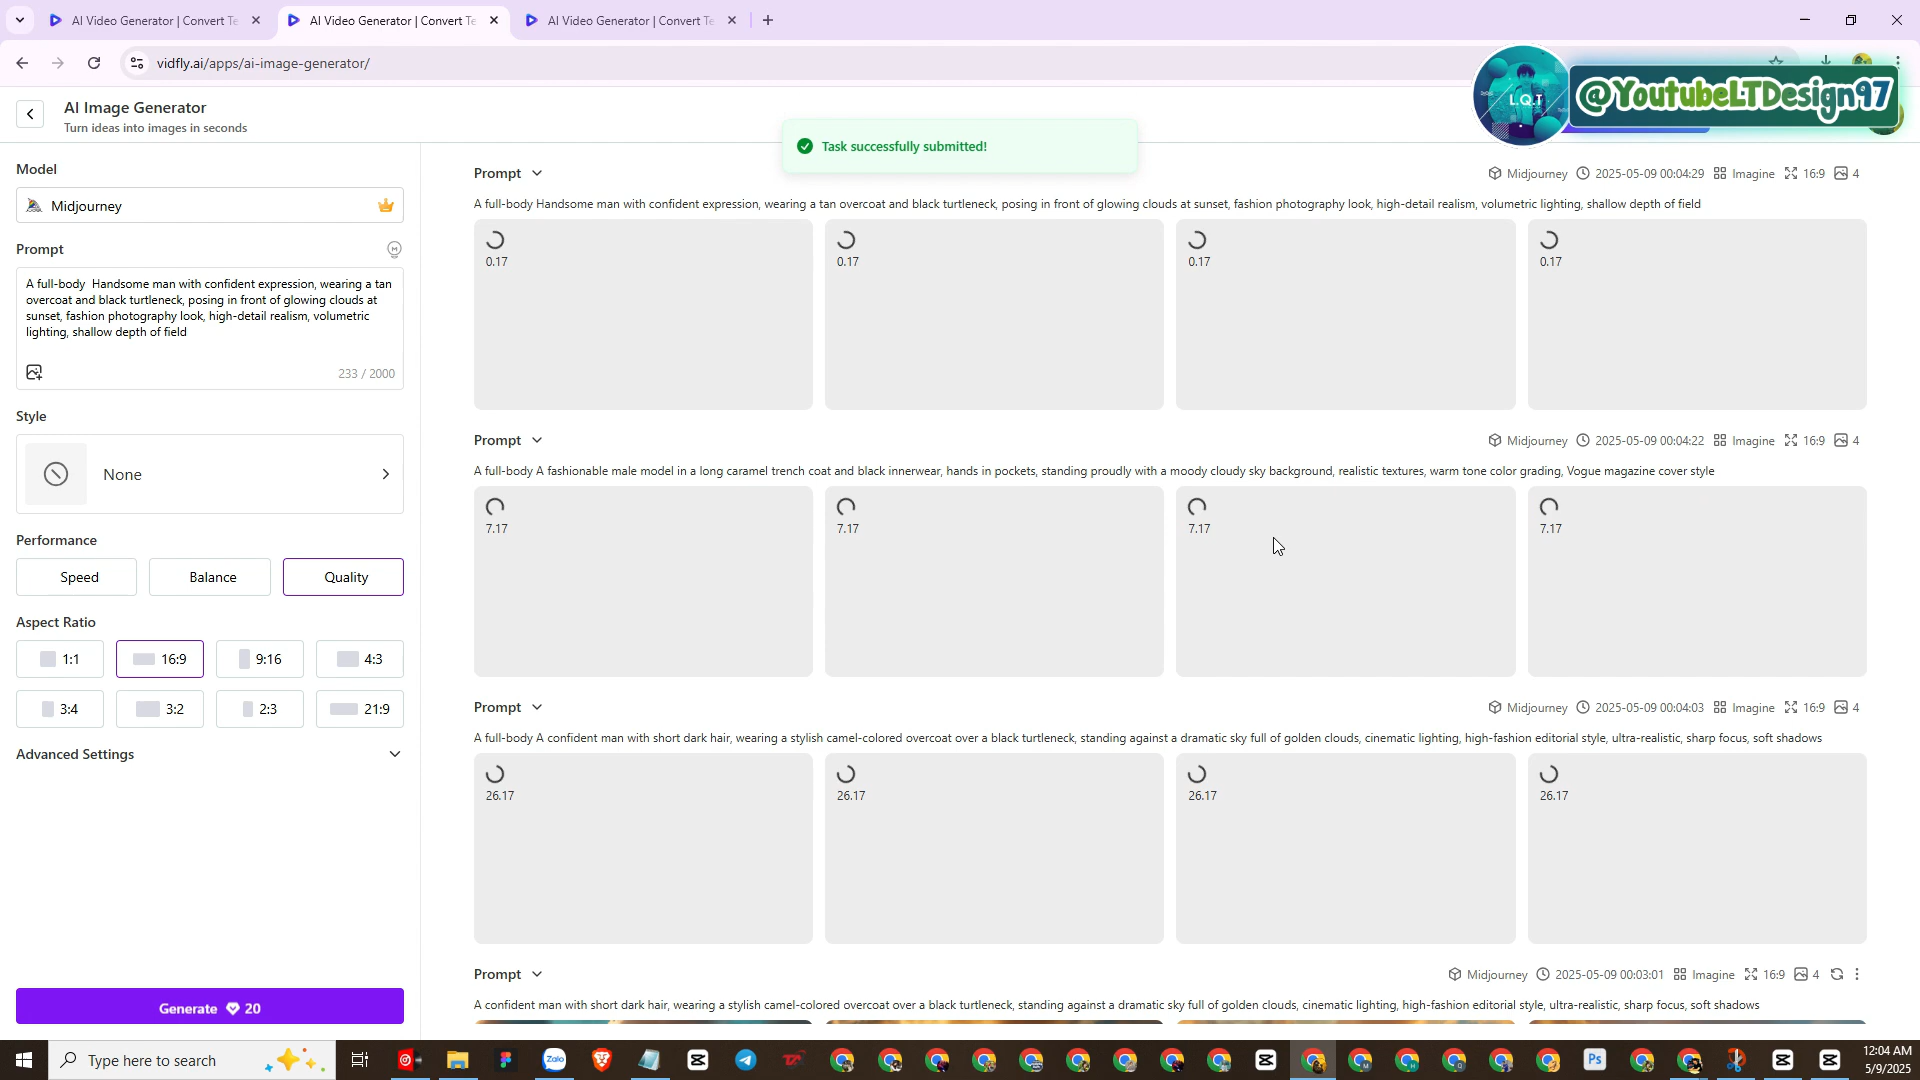 AI Video Generator | Convert Te
AI Video Generator | Convert Te
AI Video Generator | Convert Te
vidfly.ai/apps/ai-image-generator/
L.Q.T
@YoutubeLTDesign97
AI Image Generator
Turn ideas into images in seconds
Task successfully submitted!
Model
Midjourney
Prompt
A full-body  Handsome man with confident expression, wearing a tan
overcoat and black turtleneck, posing in front of glowing clouds at
sunset, fashion photography look, high-detail realism, volumetric
lighting, shallow depth of field
233 / 2000
Style
None
Performance
Speed Balance Quality
Aspect Ratio
1:1 16:9 9:16 4:3
3:4 3:2 2:3 21:9
Advanced Settings
Generate 20
Prompt Midjourney 2025-05-09 00:04:29 Imagine 16:9 4
A full-body Handsome man with confident expression, wearing a tan overcoat and black turtleneck, posing in front of glowing clouds at sunset, fashion photography look, high-detail realism, volumetric lighting, shallow depth of field
0.17 0.17 0.17 0.17
Prompt Midjourney 2025-05-09 00:04:22 Imagine 16:9 4
A full-body A fashionable male model in a long caramel trench coat and black innerwear, hands in pockets, standing proudly with a moody cloudy sky background, realistic textures, warm tone color grading, Vogue magazine cover style
7.17 7.17 7.17 7.17
Prompt Midjourney 2025-05-09 00:04:03 Imagine 16:9 4
A full-body A confident man with short dark hair, wearing a stylish camel-colored overcoat over a black turtleneck, standing against a dramatic sky full of golden clouds, cinematic lighting, high-fashion editorial style, ultra-realistic, sharp focus, soft shadows
26.17 26.17 26.17 26.17
Prompt Midjourney 2025-05-09 00:03:01 Imagine 16:9 4
A confident man with short dark hair, wearing a stylish camel-colored overcoat over a black turtleneck, standing against a dramatic sky full of golden clouds, cinematic lighting, high-fashion editorial style, ultra-realistic, sharp focus, soft shadows
Type here to search
Zalo
Ps
12:04 AM
5/9/2025